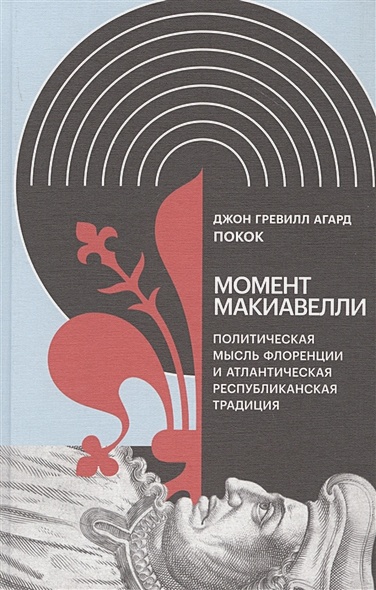 ДЖОН ГРЕВИЛЛ АГАРД
ПОКОК
МОМЕНТ
МАКИАВЕЛЛИ
ПОЛИТИЧЕСКАЯ
МЫСЛЬ ФЛОРЕНЦИИ
И АТЛАНТИЧЕСКАЯ
РЕСПУБЛИКАНСКАЯ
ТРАДИЦИЯ